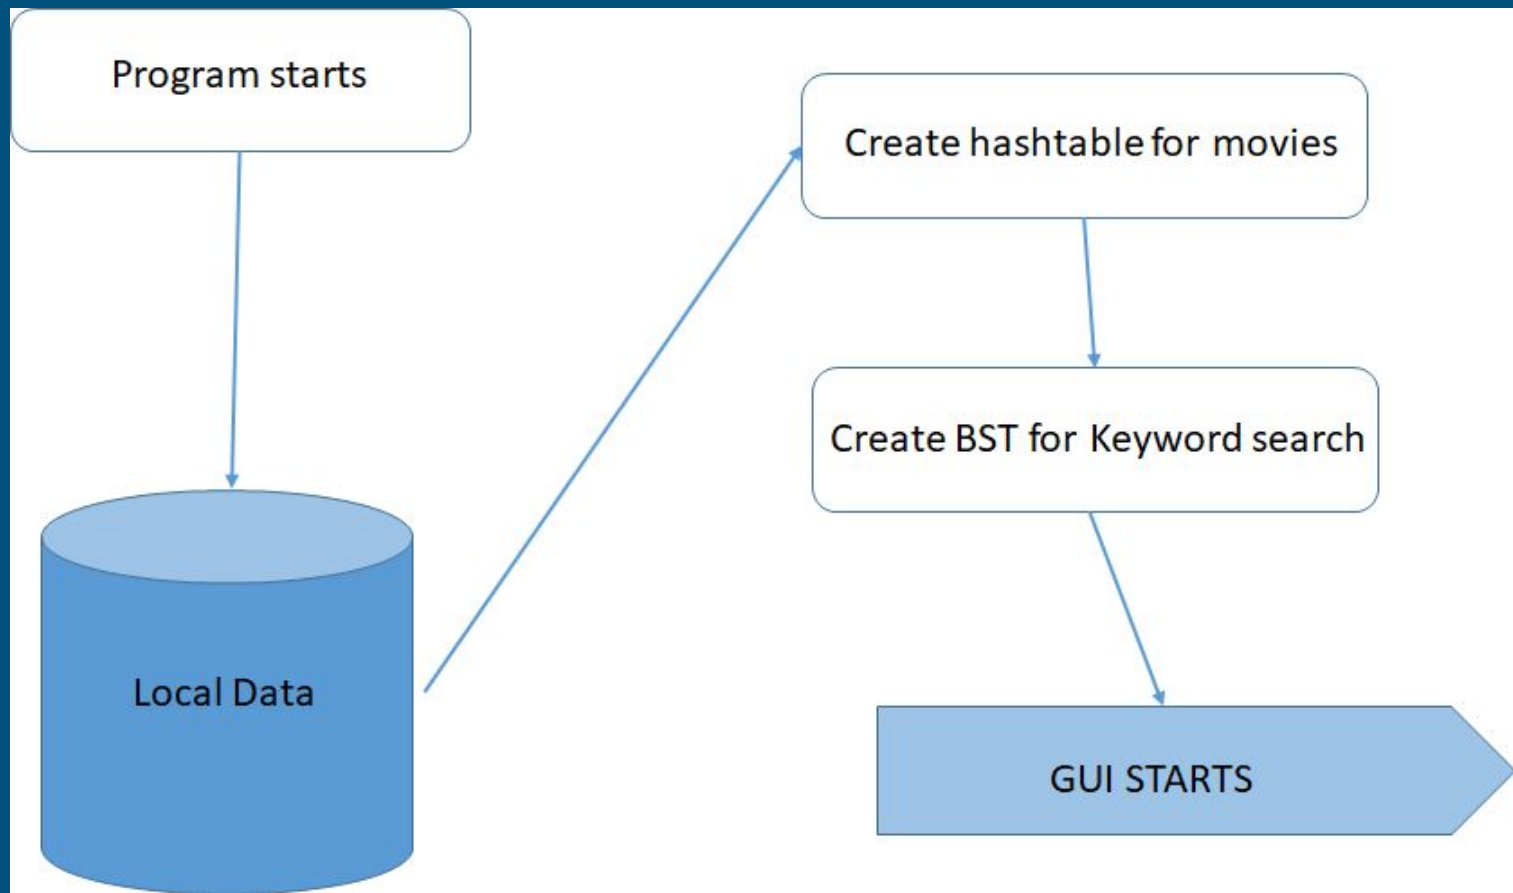 Program starts
Local Data
Create hashtable for movies
Create BST for Keyword search
GUI STARTS